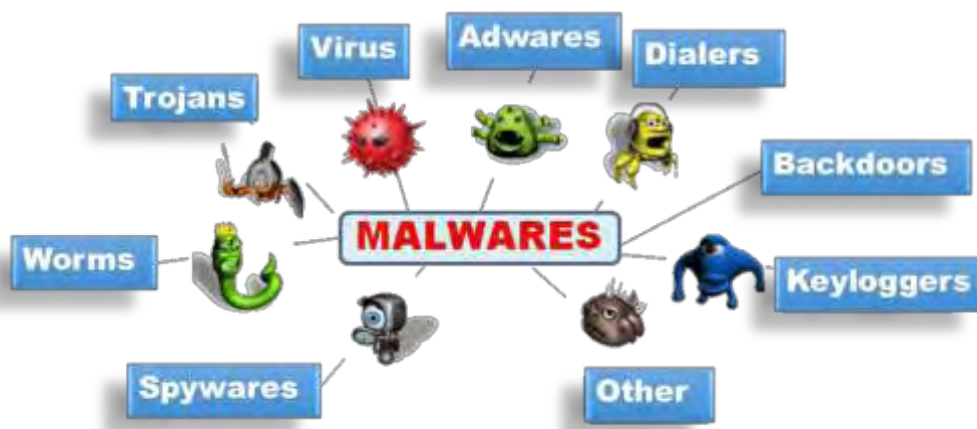 Virus
Adwares
Dialers
Trojans
Backdoors
MALWARES
Worms
Keyloggers
Spywares
Other